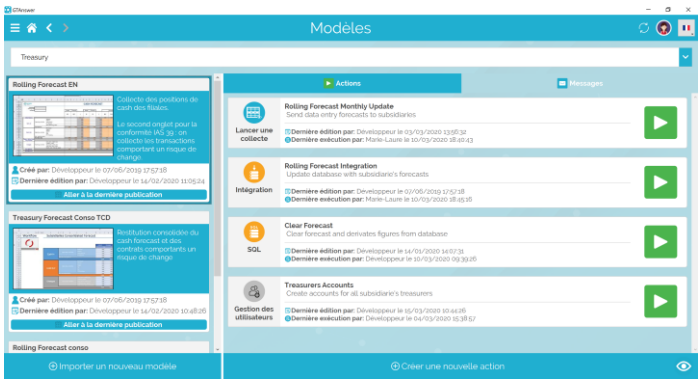 GTAnswer
Modèles
Treasury
Rolling Forecast EN
Collecte des positions de
cash des filiales.
Le second onglet pour la
conformité IAS 39 : on
collecte les transactions
comportant un risque de
change
Créé par: Développeur le 07/06/2019 17:57:18
Dernière édition par: Développeur le 14/02/2020 11:05:24
Aller à la dernière publication
Treasury Forecast Conso TCD
Restitution consolidée du
cash forecast et des
contrats comportants un
risque de change
Créé par: Développeur le 07/06/2019 17:57:18
Dernière édition par: Développeur le 14/02/2020 10:48:26
Aller à la dernière publication
Rolling Forecast conso
Importer un nouveau modèle
Actions
Messages
Lancer une
collecte
Rolling Forecast Monthly Update
Send data entry forecasts to subsidiaries
Dernière édition par: Développeur le 03/03/2020 13:56:32
Dernière exécution par: Marie-Laure le 10/03/2020 18:40:43
Intégration
Rolling Forecast Integration
Update database with subsidiarie's forecasts
Dernière édition par: Développeur le 07/06/2019 17:57:18
Dernière exécution par: Marie-Laure le 10/03/2020 18:45:16
SQL
Clear Forecast
Clear forecast and derivates figures from database
Dernière édition par: Développeur le 14/01/2020 14:07:31
Dernière exécution par: Développeur le 10/03/2020 09:39:26
Gestion des
utilisateurs
Treasurers Accounts
Create accounts for all subsidiarie's treasurers
Dernière édition par: Développeur le 15/03/2020 10:44:26
Dernière exécution par: Développeur le 04/03/2020 15:38:57
Créer une nouvelle action